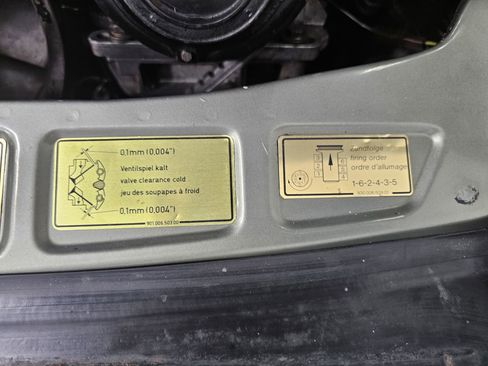 0,1mm (0,004")
Ventilspiel kalt
valve clearance cold
jeu des soupapes à froid
0,1mm (0,004")
901.006.503.00
Zündfolge
firing order
ordre d'allumage
1-6-2-4-3-5